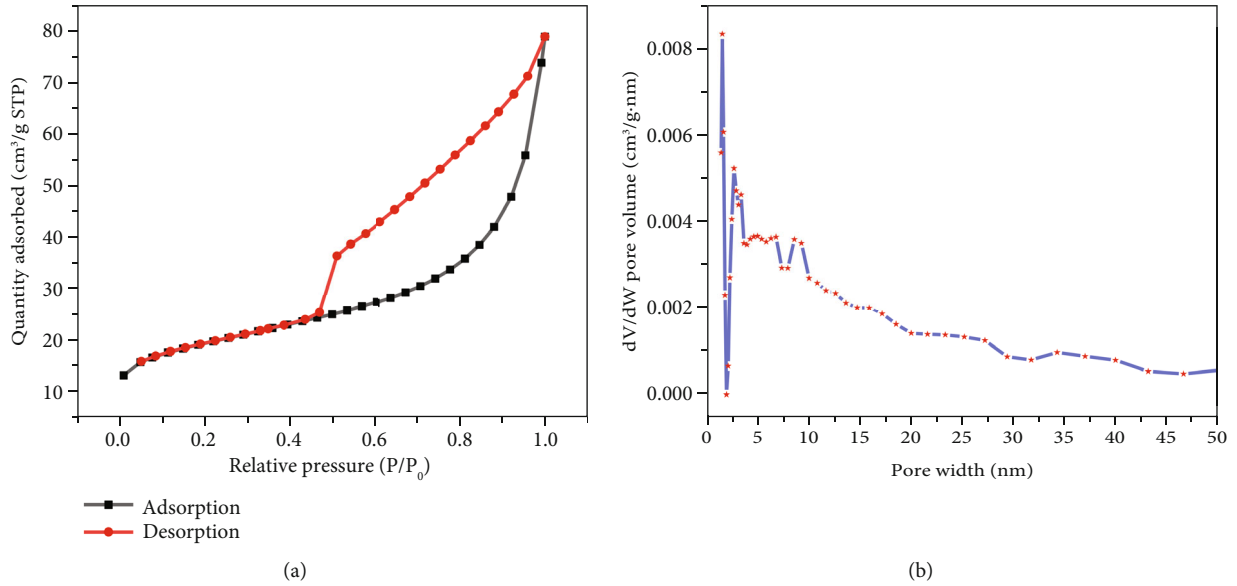 80
70
60
50
40
30
20
10
Quantity adsorbed (cm³/g STP)
0.0 0.2 0.4 0.6 0.8 1.0
Relative pressure (P/P₀)
Adsorption
Desorption
(a)
0.008
0.006
0.004
0.002
0.000
dV/dW pore volume (cm³/g·nm)
0 5 10 15 20 25 30 35 40 45 50
Pore width (nm)
(b)